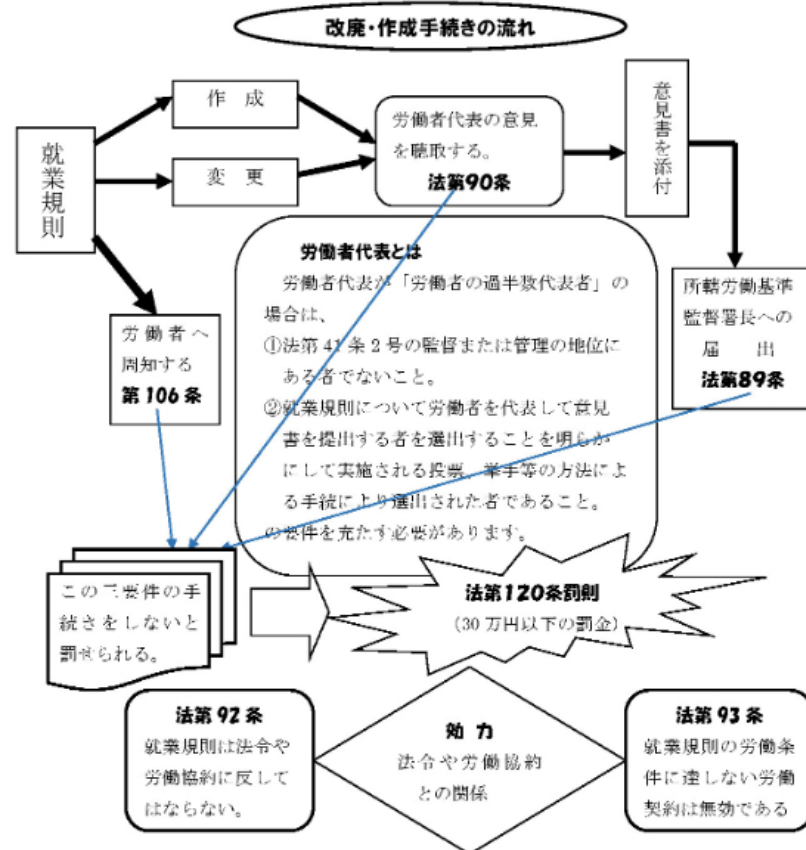 改廃・作成手続きの流れ
就業規則
作 成
変 更
労働者代表の意見
を聴取する。
法第90条
意見書を添付
所轄労働基準
監督署長への
届 出
法第89条
労働者へ
周知する
第106条
労働者代表とは
労働者代表が「労働者の過半数代表者」の
場合は、
①法第41条2号の監督または管理の地位に
ある者でないこと。
②就業規則について労働者を代表して意見
書を提出する者を選出することを明らか
にして実施される投票、挙手等の方法によ
る手続により選出された者であること。
の要件を充たす必要があります。
この三要件の手
続きをしないと
罰せられる。
法第120条罰則
(30万円以下の罰金)
法第92条
就業規則は法令や
労働協約に反して
はならない。
効 力
法令や労働協約
との関係
法第93条
就業規則の労働条
件に達しない労働
契約は無効である